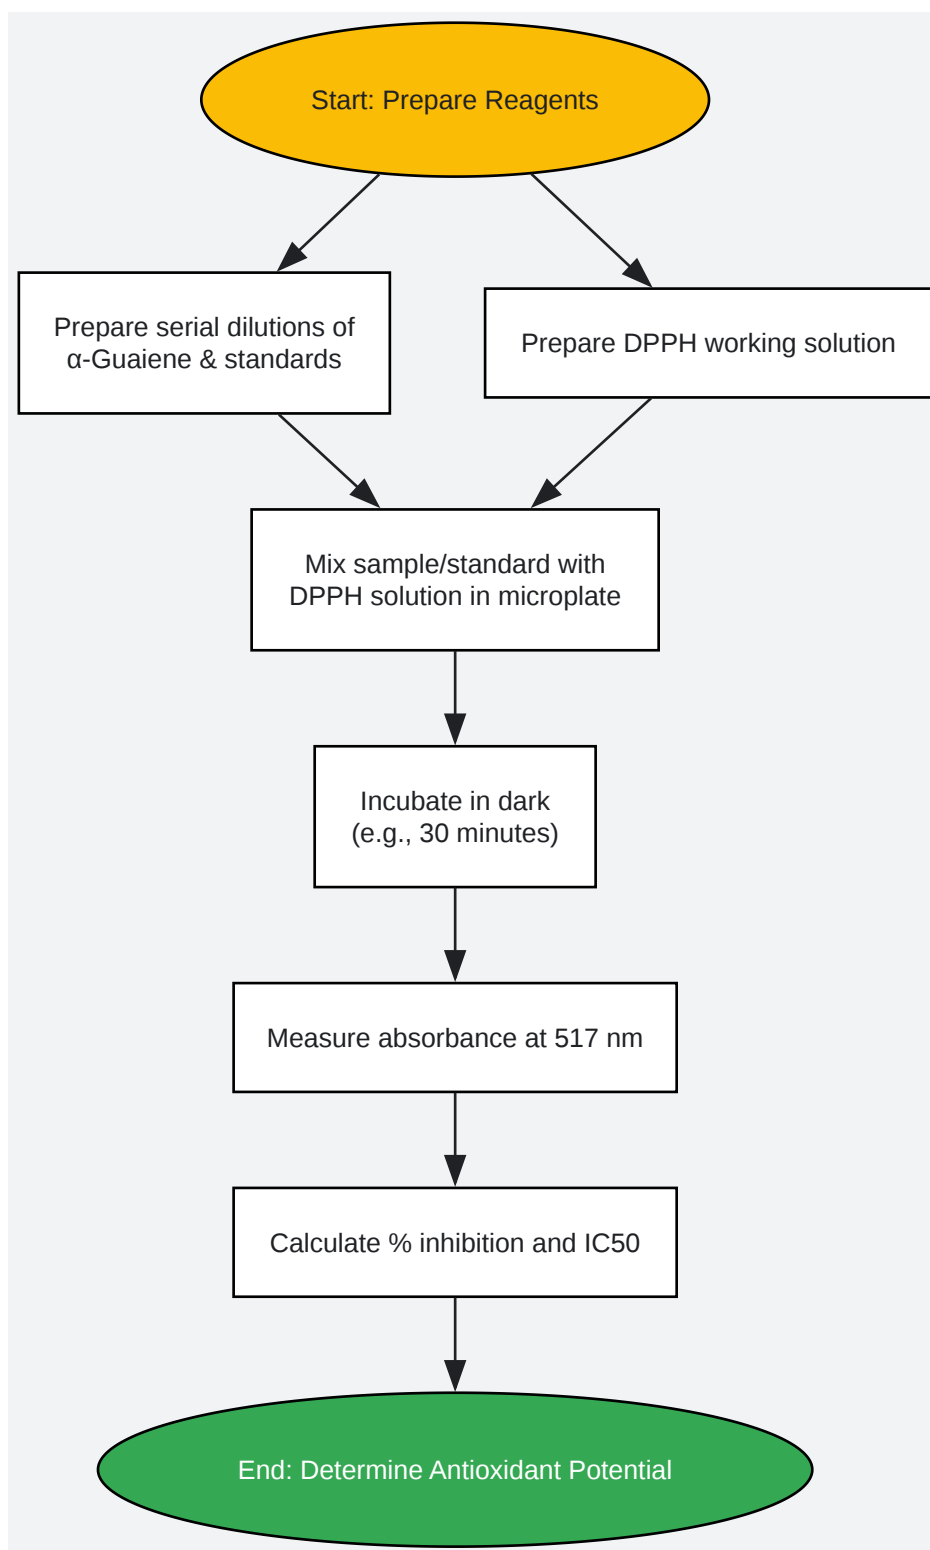 Start: Prepare Reagents
Prepare serial dilutions of
α-Guaiene & standards
Prepare DPPH working solution
Mix sample/standard with
DPPH solution in microplate
Incubate in dark
(e.g., 30 minutes)
Measure absorbance at 517 nm
Calculate % inhibition and IC50
End: Determine Antioxidant Potential